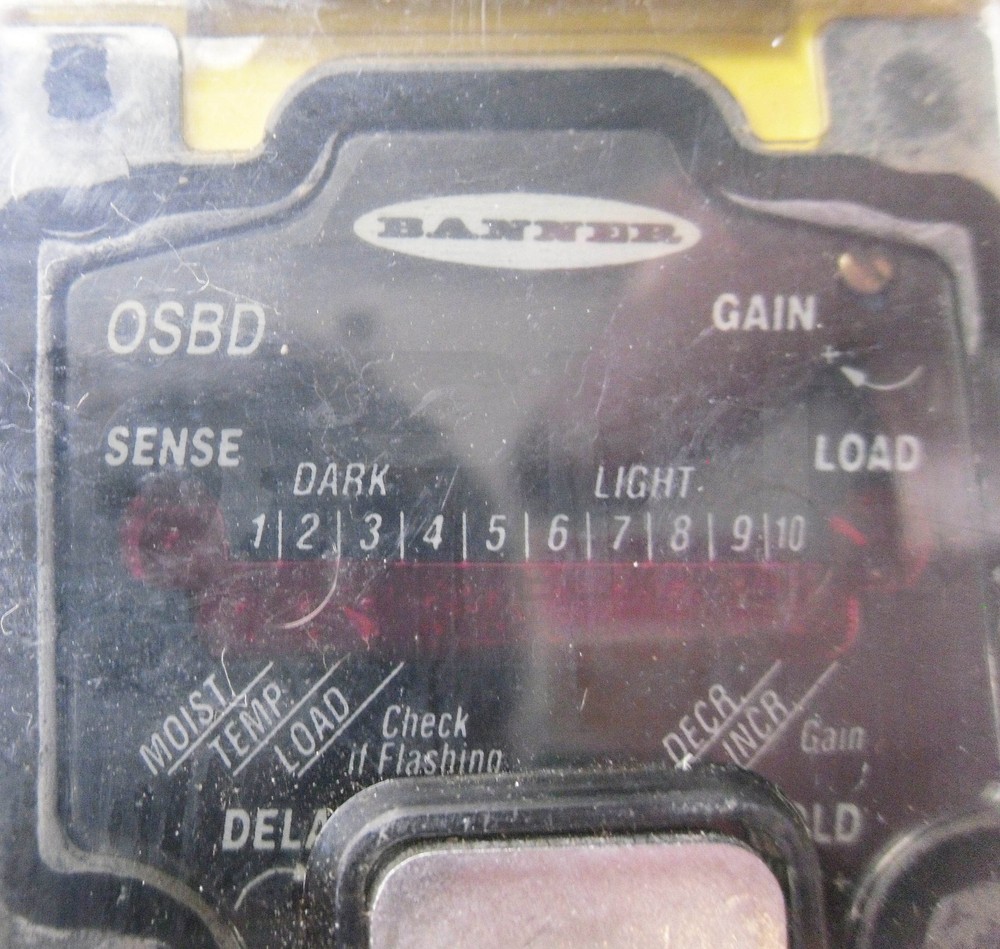 BANNER
OSBD
GAIN
+
SENSE
LOAD
DARK LIGHT
1|2|3|4|5|6|7|8|9|10
MOIST.
TEMP.
LOAD
Check
if Flashing
DECR.
INCR.
Gain